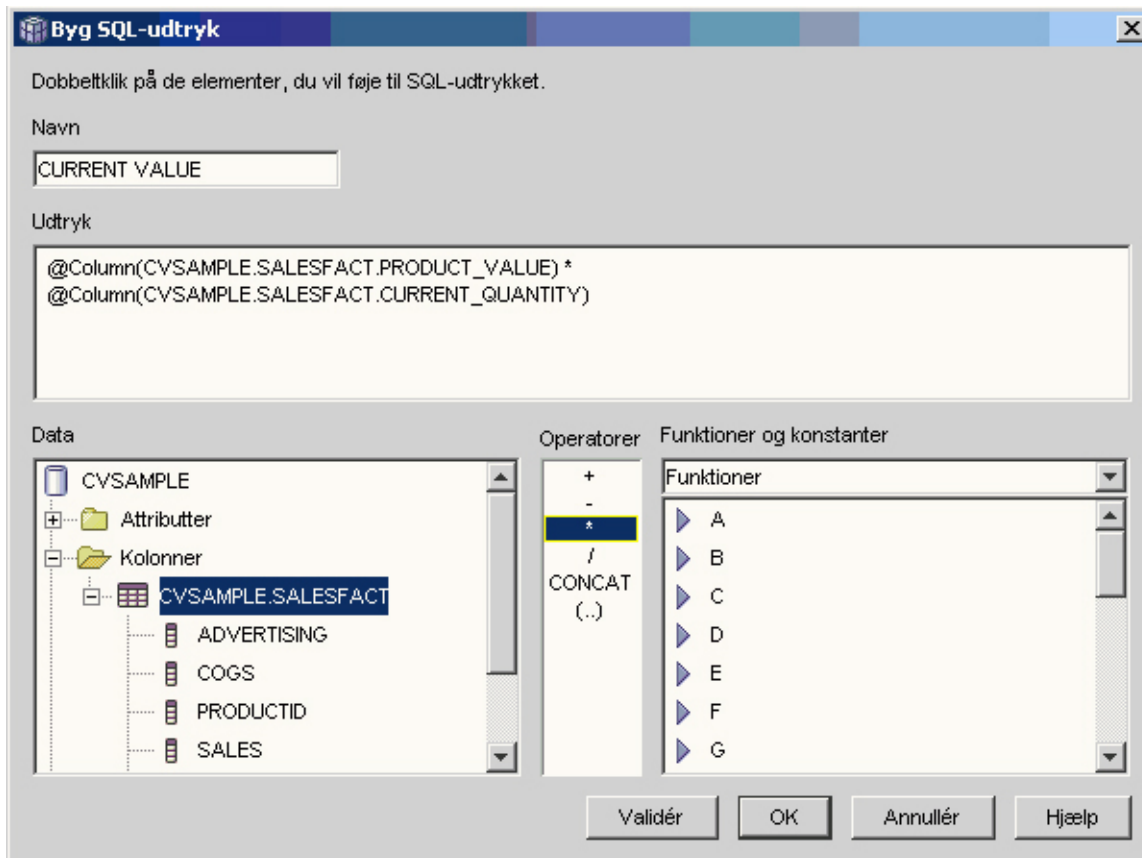 Byg SQL-udtryk
Dobbeltklik på de elementer, du vil føje til SQL-udtrykket.
Navn
CURRENT VALUE
Udtryk
@Column(CVSAMPLE.SALESFACT.PRODUCT_VALUE) *
@Column(CVSAMPLE.SALESFACT.CURRENT_QUANTITY)
Data
CVSAMPLE
Attributter
Kolonner
CVSAMPLE.SALESFACT
ADVERTISING
COGS
PRODUCTID
SALES
Operatorer
+
-
*
/
CONCAT
(..)
Funktioner og konstanter
Funktioner
A
B
C
D
E
F
G
Validér
OK
Annullér
Hjælp